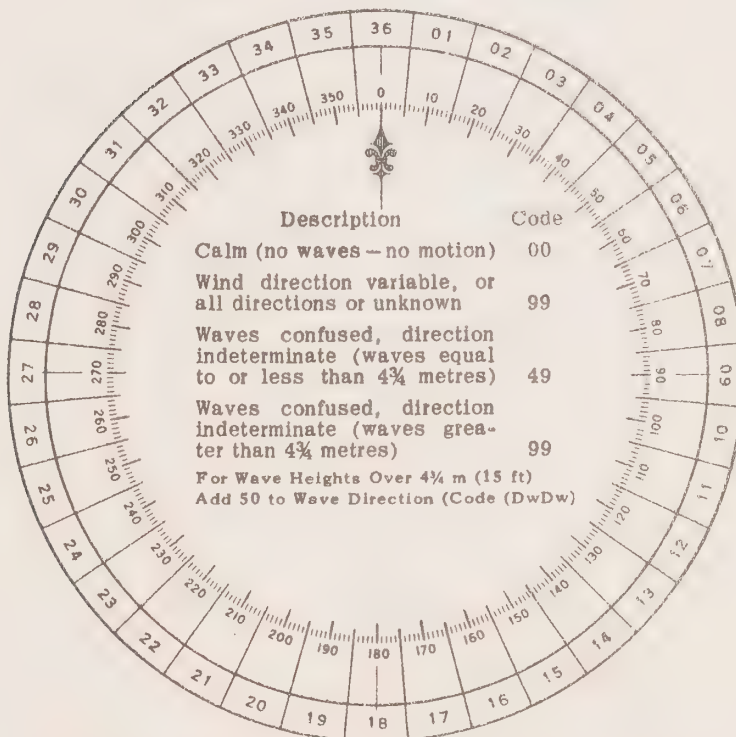 36 01 02 03 04 05 06 07 08 09 10 11 12 13 14 15 16 17 18 19 20 21 22 23 24 25 26 27 28 29 30 31 32 33 34 35
0 10 20 30 40 50 60 70 80 90 100 110 120 130 140 150 160 170 180 190 200 210 220 230 240 250 260 270 280 290 300 310 320 330 340 350
Description Code
Calm (no waves – no motion) 00
Wind direction variable, or
all directions or unknown 99
Waves confused, direction
indeterminate (waves equal
to or less than 4¾ metres) 49
Waves confused, direction
indeterminate (waves grea-
ter than 4¾ metres) 99
For Wave Heights Over 4¾ m (15 ft)
Add 50 to Wave Direction (Code (DwDw)